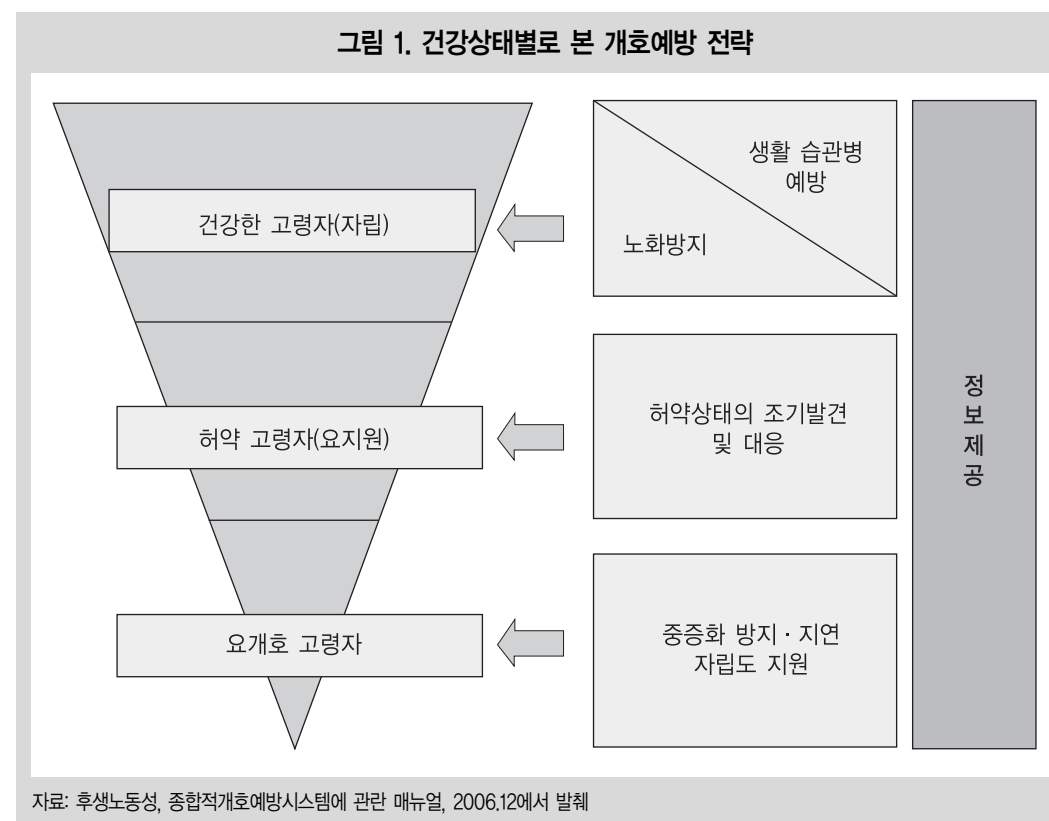 그림 1. 건강상태별로 본 개호예방 전략
건강한 고령자(자립)
생활 습관병
예방
노화방지
허약 고령자(요지원)
허약상태의 조기발견
및 대응
요개호 고령자
중증화 방지·지연
자립도 지원
정
보
제
공
자료: 후생노동성, 종합적개호예방시스템에 관란 매뉴얼, 2006.12에서 발췌